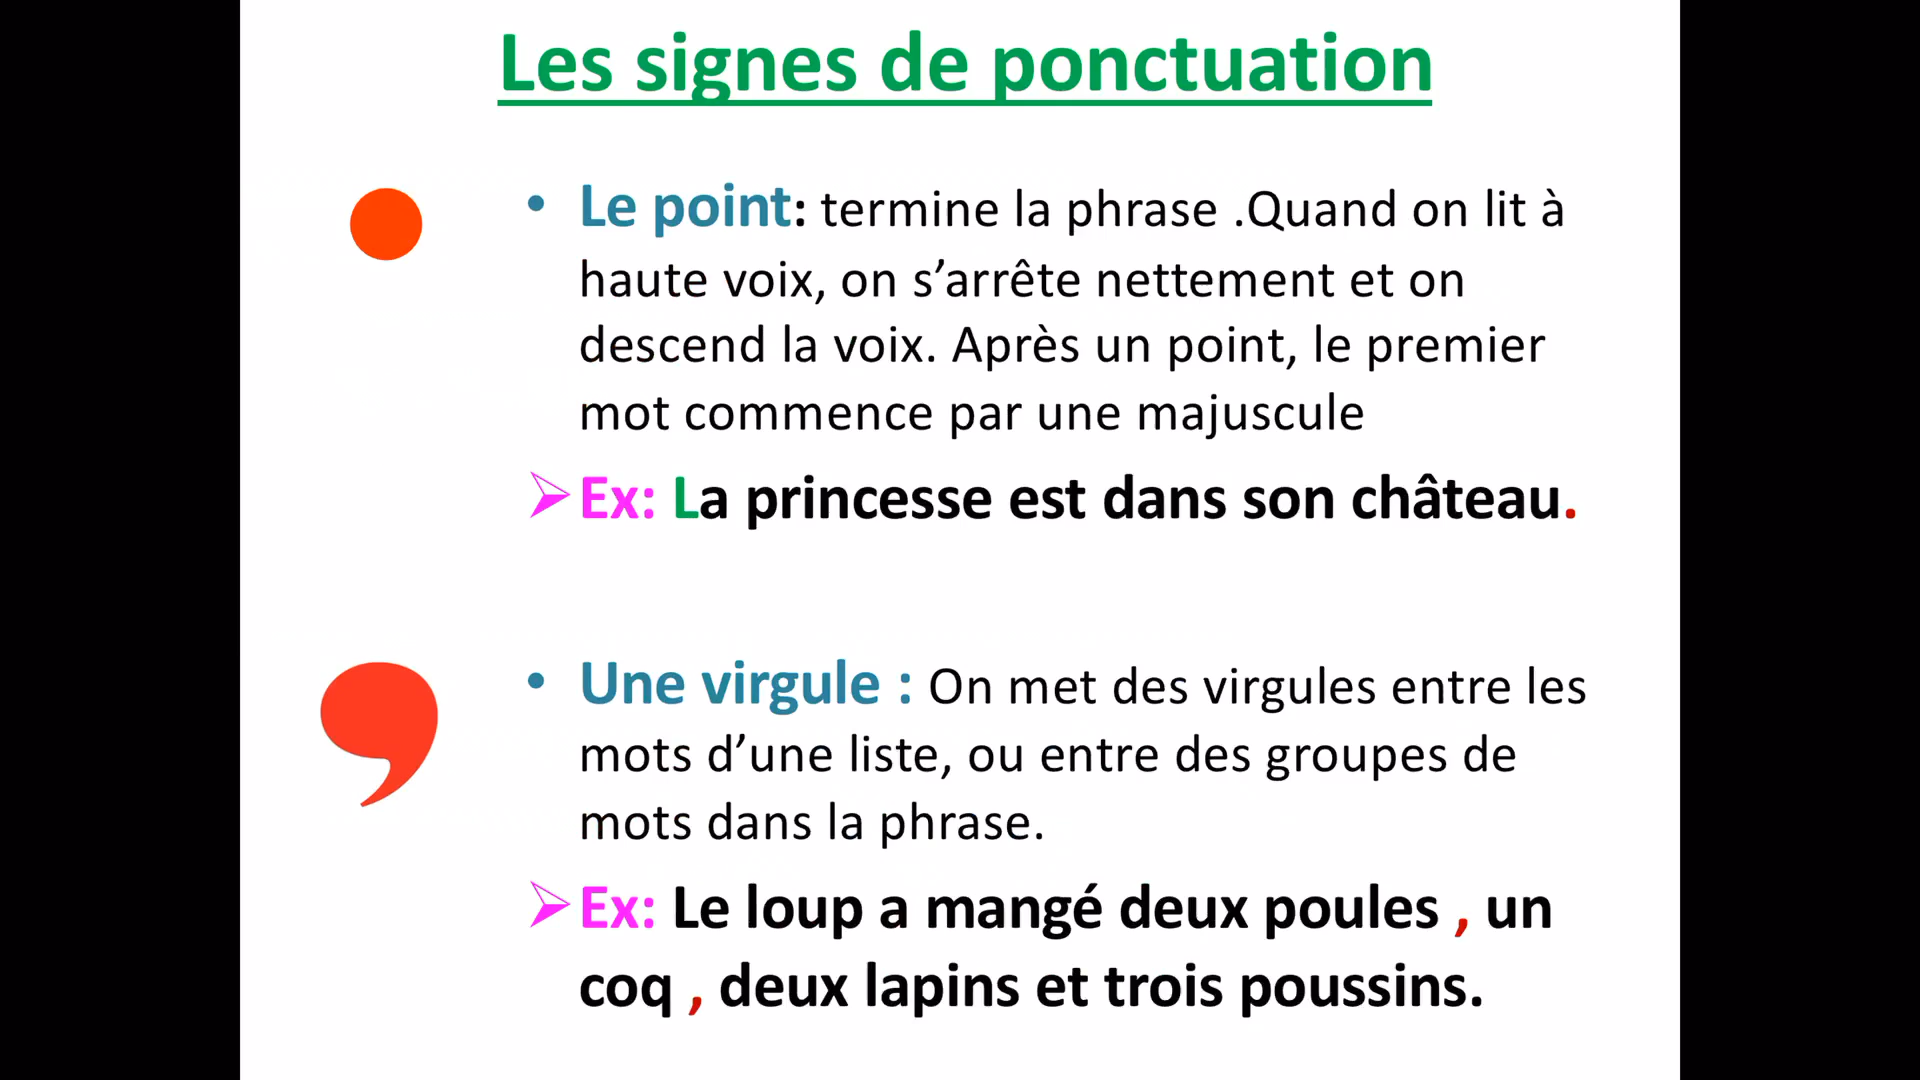 Les signes de ponctuation
• Le point: termine la phrase .Quand on lit à
haute voix, on s’arrête nettement et on
descend la voix. Après un point, le premier
mot commence par une majuscule
➢Ex: La princesse est dans son château.
• Une virgule : On met des virgules entre les
mots d’une liste, ou entre des groupes de
mots dans la phrase.
➢Ex: Le loup a mangé deux poules , un
coq , deux lapins et trois poussins.